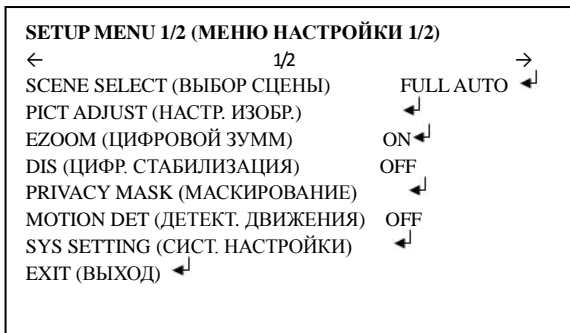 SETUP MENU 1/2 (МЕНЮ НАСТРОЙКИ 1/2)
← 1/2 →
SCENE SELECT (ВЫБОР СЦЕНЫ) FULL AUTO ↲
PICT ADJUST (НАСТР. ИЗОБР.) ↲
EZOOM (ЦИФРОВОЙ ЗУММ) ON↲
DIS (ЦИФР. СТАБИЛИЗАЦИЯ) OFF
PRIVACY MASK (МАСКИРОВАНИЕ) ↲
MOTION DET (ДЕТЕКТ. ДВИЖЕНИЯ) OFF
SYS SETTING (СИСТ. НАСТРОЙКИ) ↲
EXIT (ВЫХОД) ↲